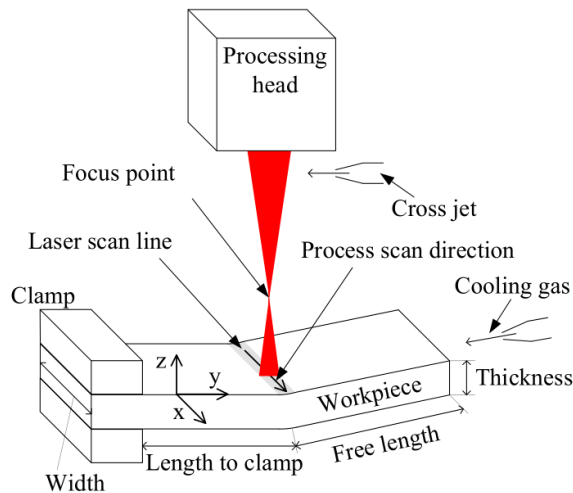 Processing
head
Focus point
Cross jet
Laser scan line
Process scan direction
Cooling gas
Clamp
z
y
x
Thickness
Workpiece
Free length
Length to clamp
Width